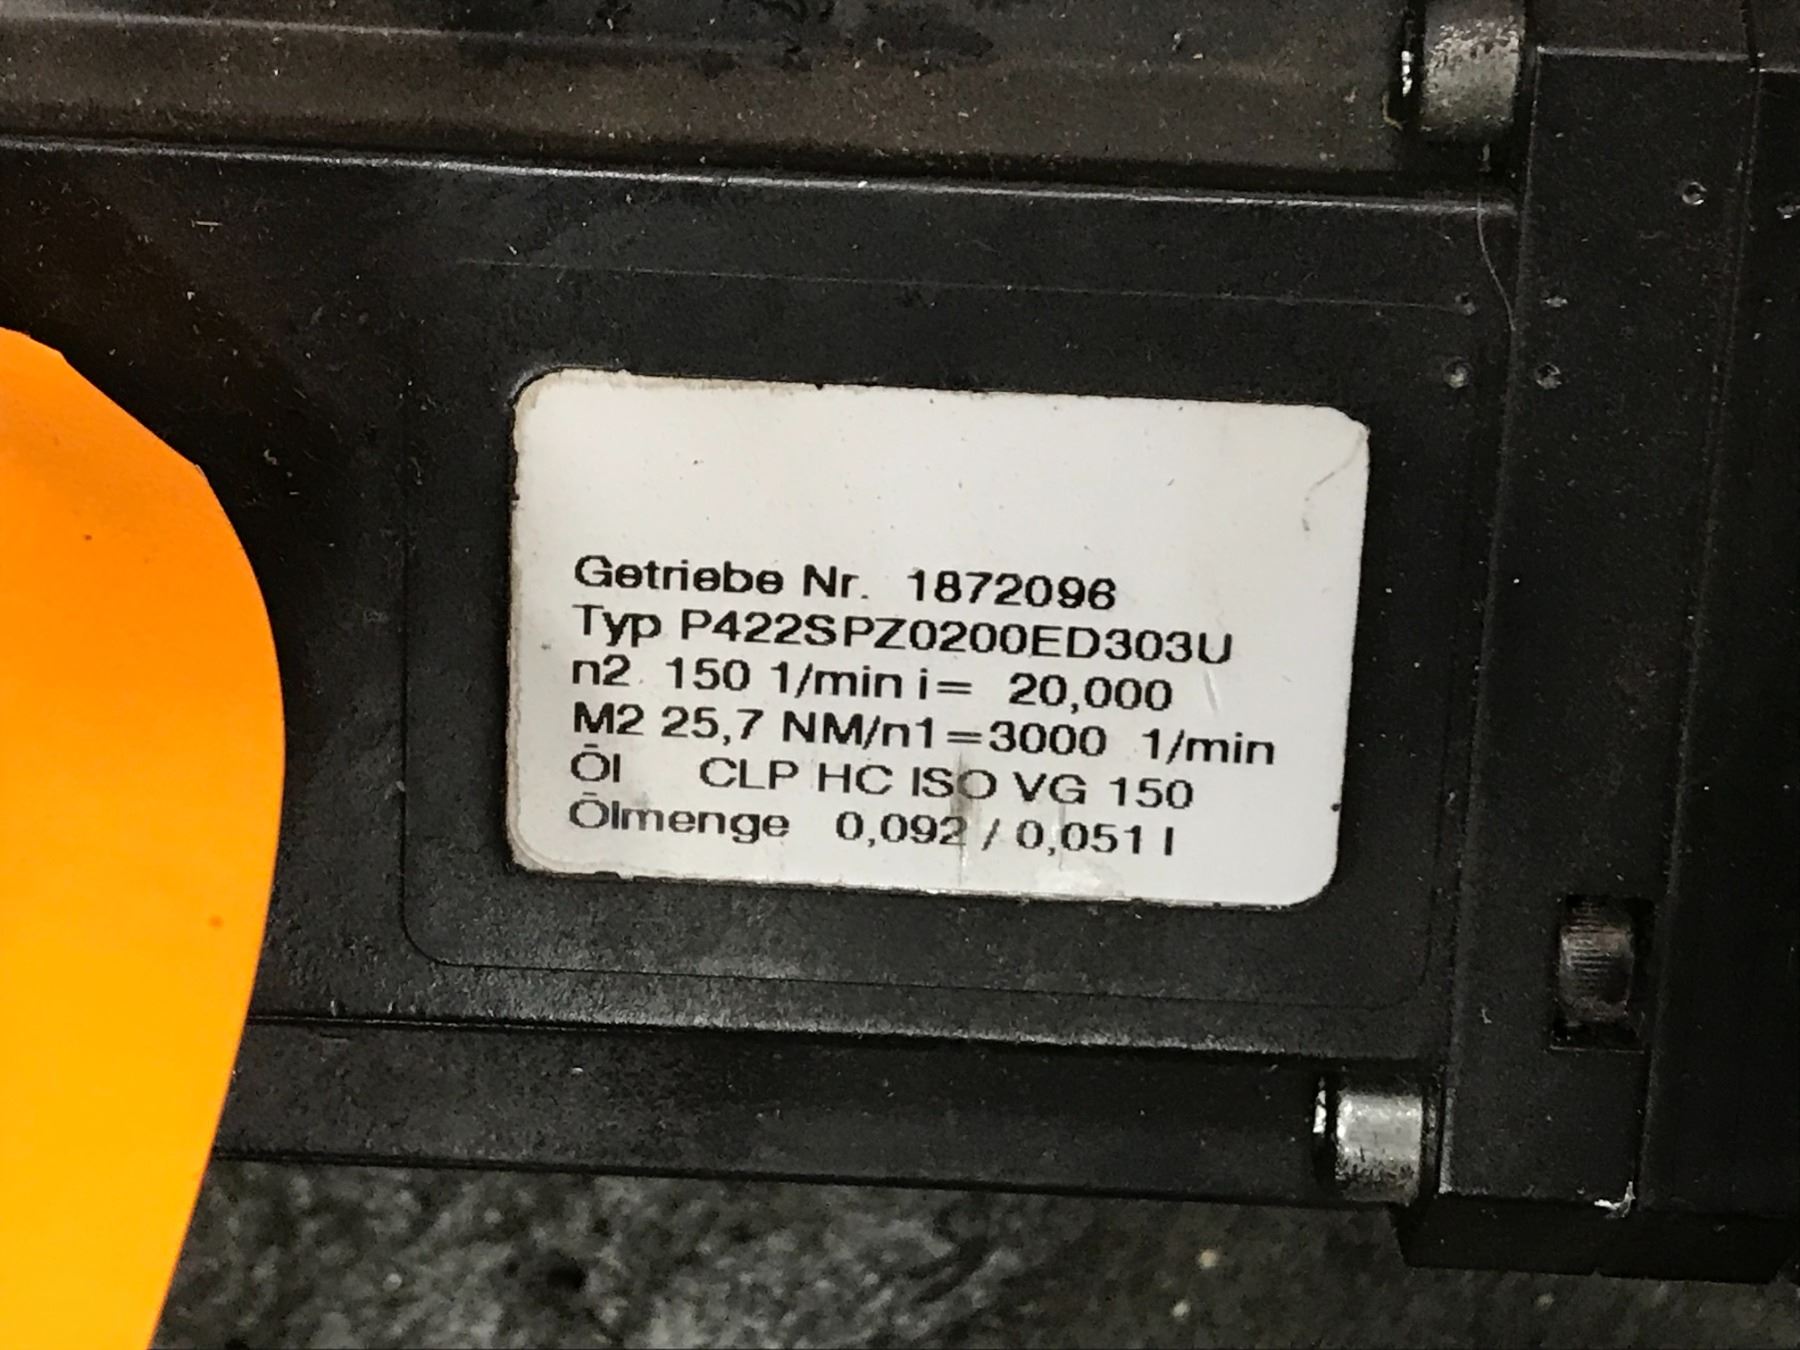 Getriebe Nr. 1872096
Typ P422SPZ0200ED303U
n2 150 1/min i= 20,000
M2 25,7 NM/n1=3000 1/min
Öl CLP HC ISO VG 150
Ölmenge 0,092 / 0,051 l